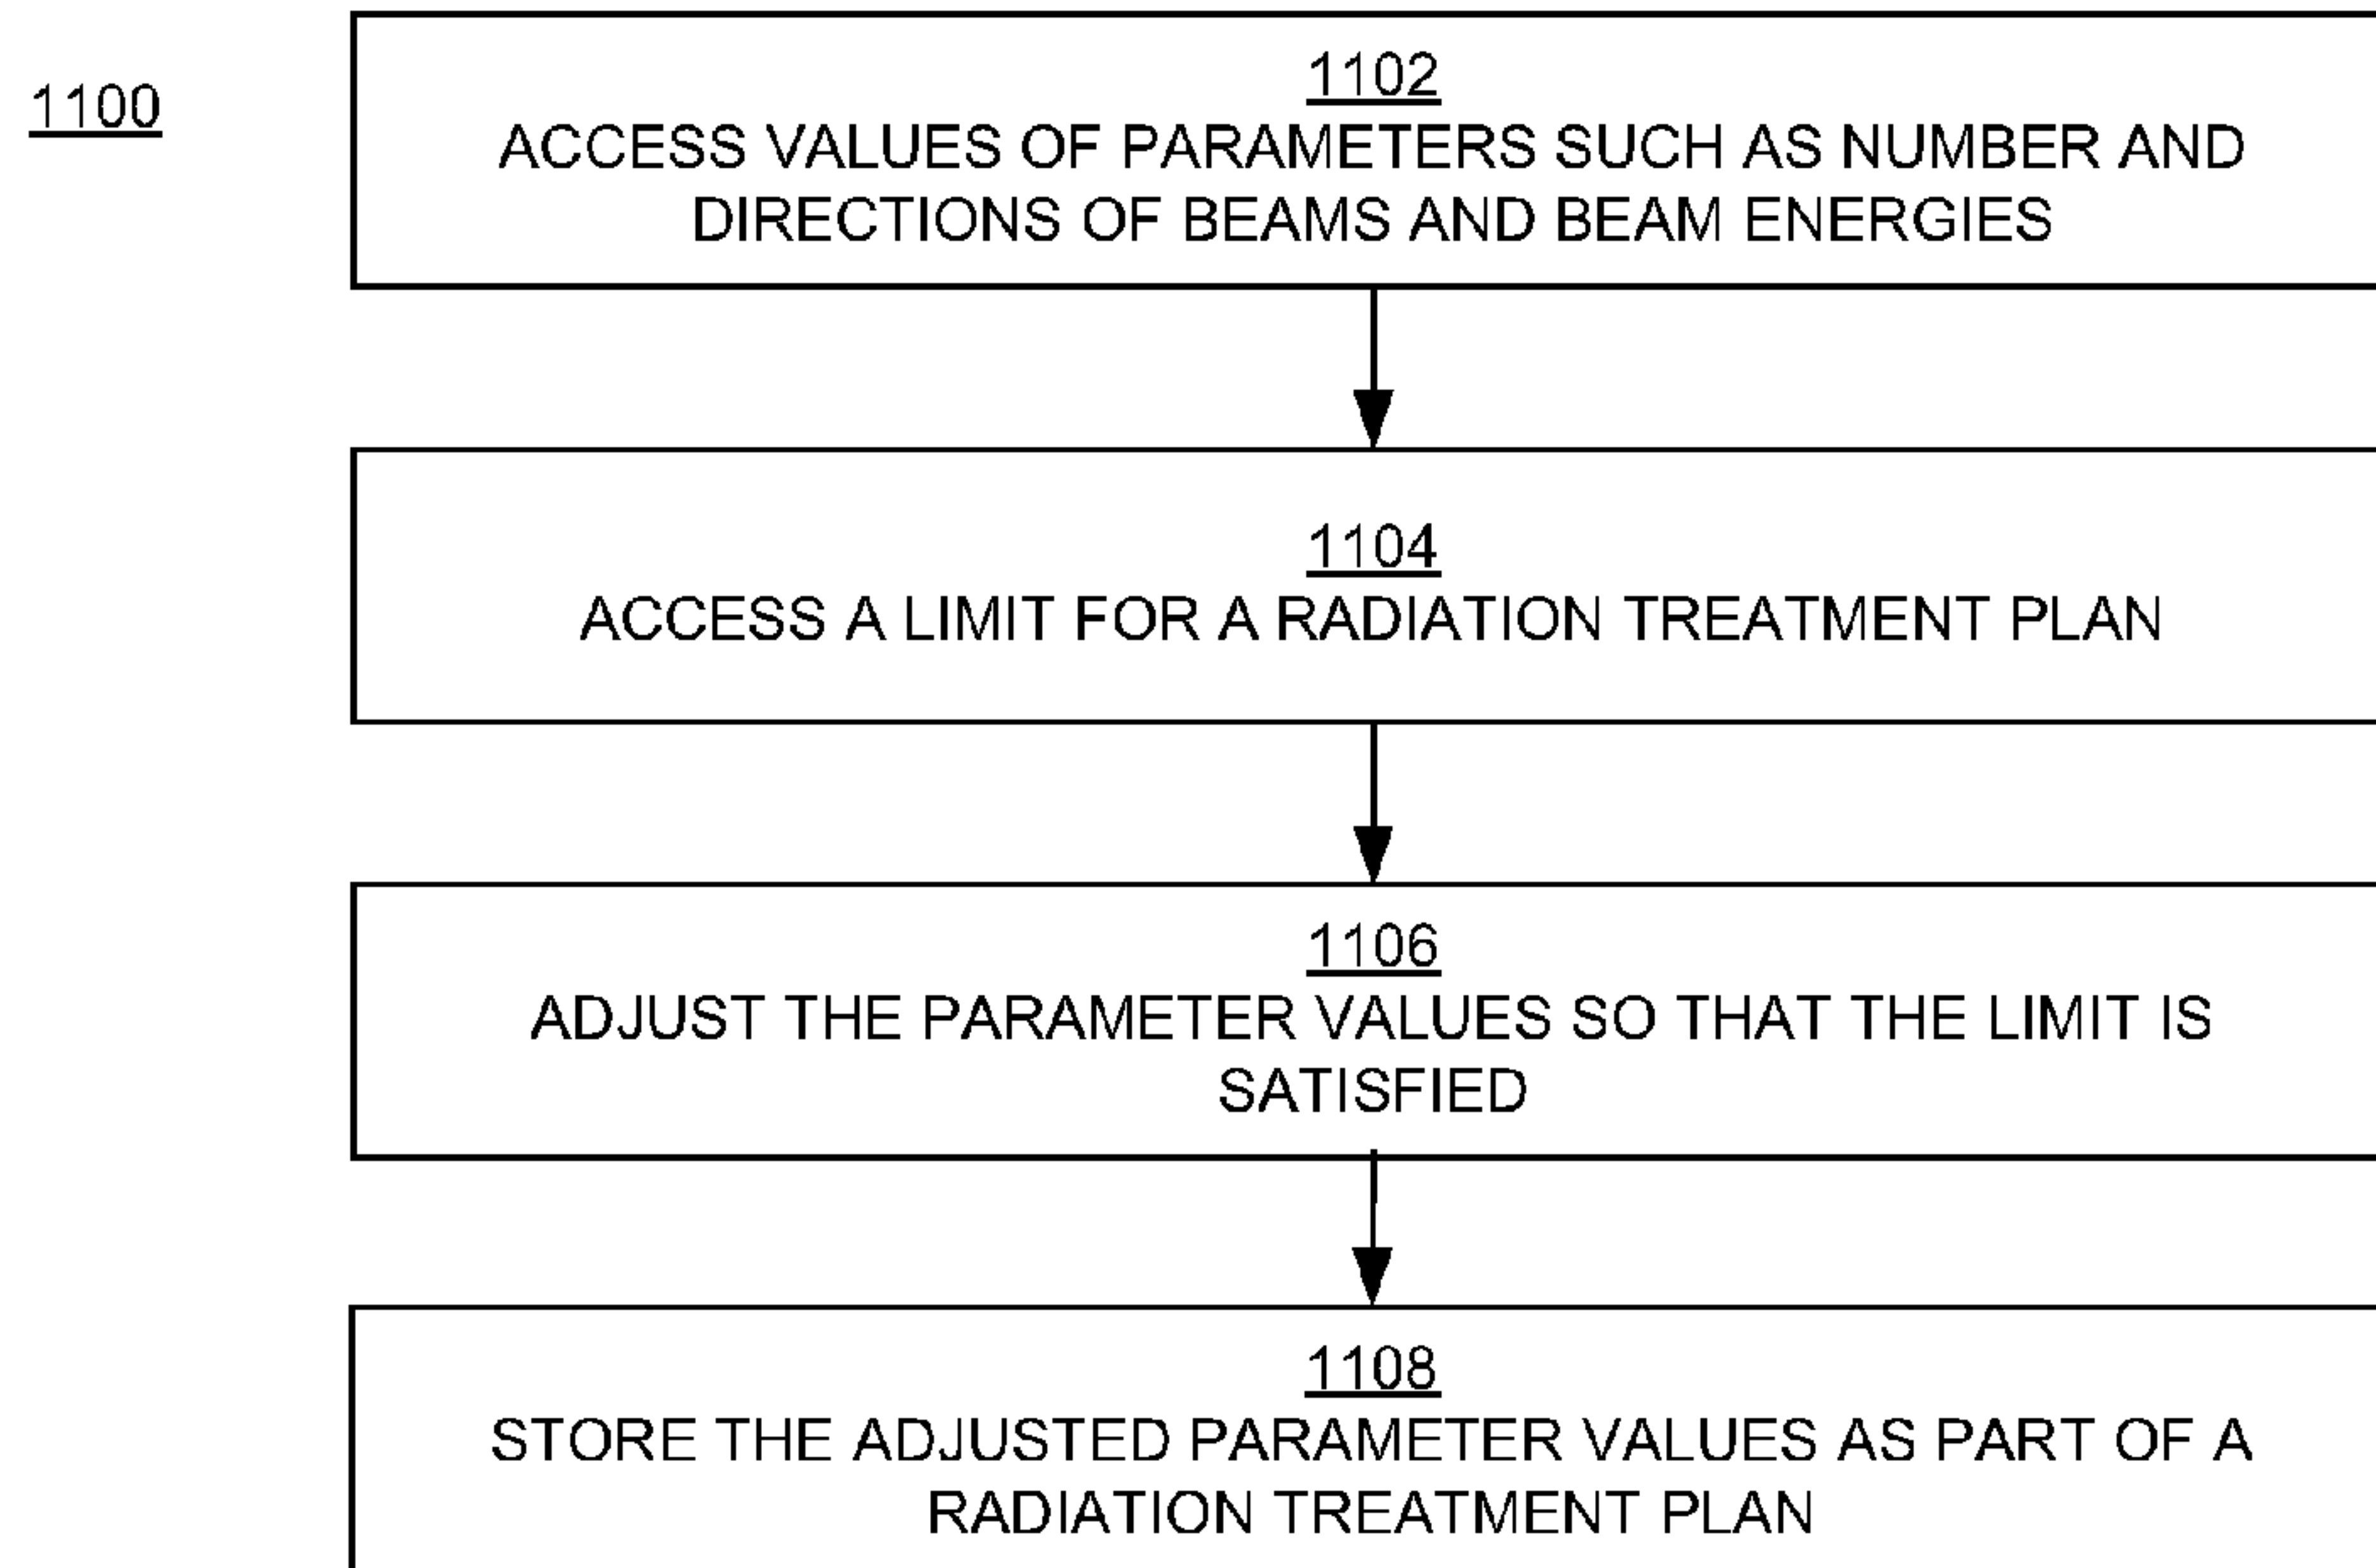 1100
1102
ACCESS VALUES OF PARAMETERS SUCH AS NUMBER AND
DIRECTIONS OF BEAMS AND BEAM ENERGIES
1104
ACCESS A LIMIT FOR A RADIATION TREATMENT PLAN
1106
ADJUST THE PARAMETER VALUES SO THAT THE LIMIT IS
SATISFIED
1108
STORE THE ADJUSTED PARAMETER VALUES AS PART OF A
RADIATION TREATMENT PLAN